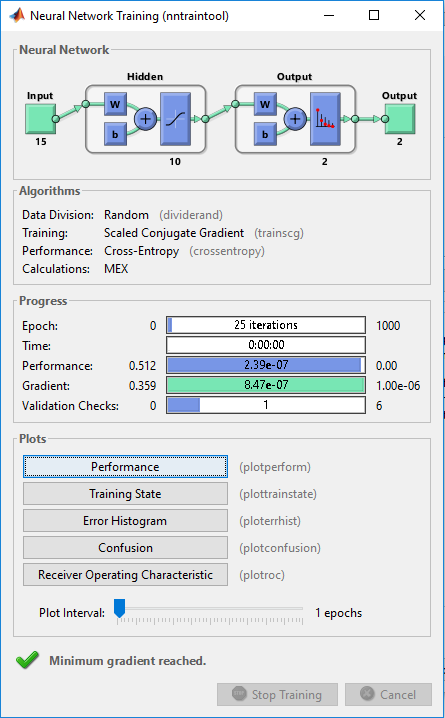 Neural Network Training (nntraintool)
Neural Network
Hidden Output
Input Output
W W
b b
+ +
15 10 2 2
Algorithms
Data Division: Random (dividerand)
Training: Scaled Conjugate Gradient (trainscg)
Performance: Cross-Entropy (crossentropy)
Calculations: MEX
Progress
Epoch: 0 25 iterations 1000
Time: 0:00:00
Performance: 0.512 2.39e-07 0.00
Gradient: 0.359 8.47e-07 1.00e-06
Validation Checks: 0 1 6
Plots
Performance (plotperform)
Training State (plottrainstate)
Error Histogram (ploterrhist)
Confusion (plotconfusion)
Receiver Operating Characteristic (plotroc)
Plot Interval: 1 epochs
Minimum gradient reached.
Stop Training Cancel